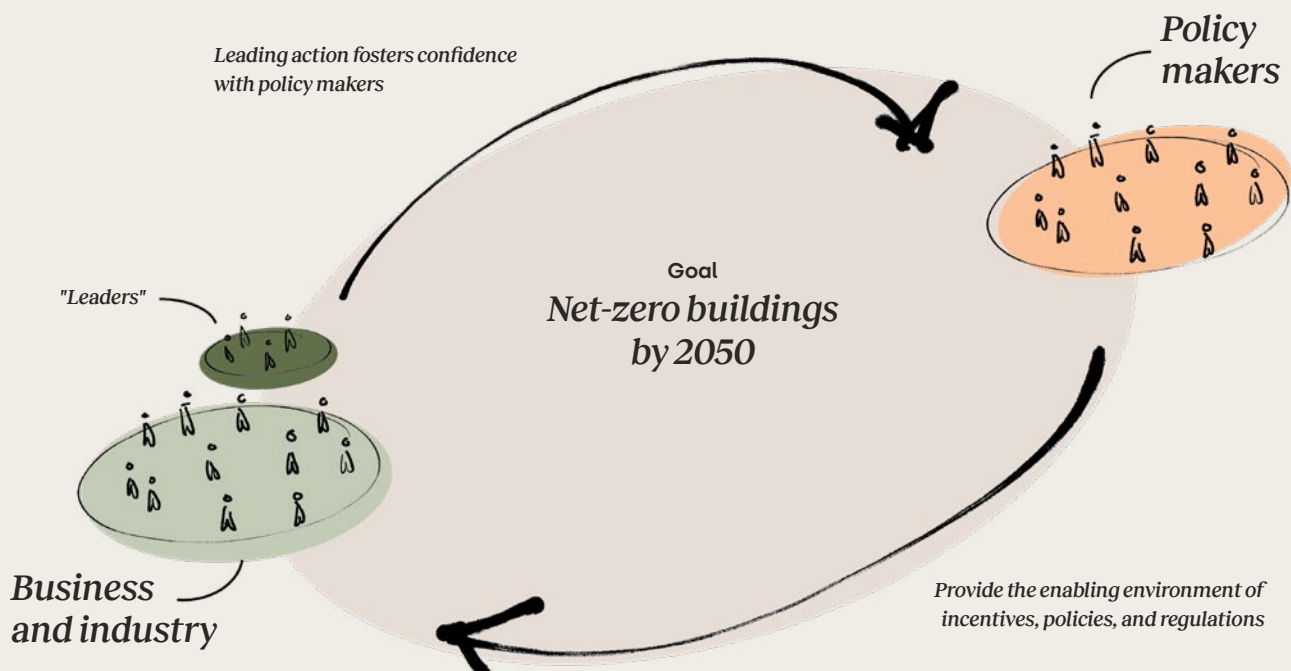 Leading action fosters confidence
with policy makers
Policy
makers
Goal
Net-zero buildings
by 2050
"Leaders"
Business
and industry
Provide the enabling environment of
incentives, policies, and regulations